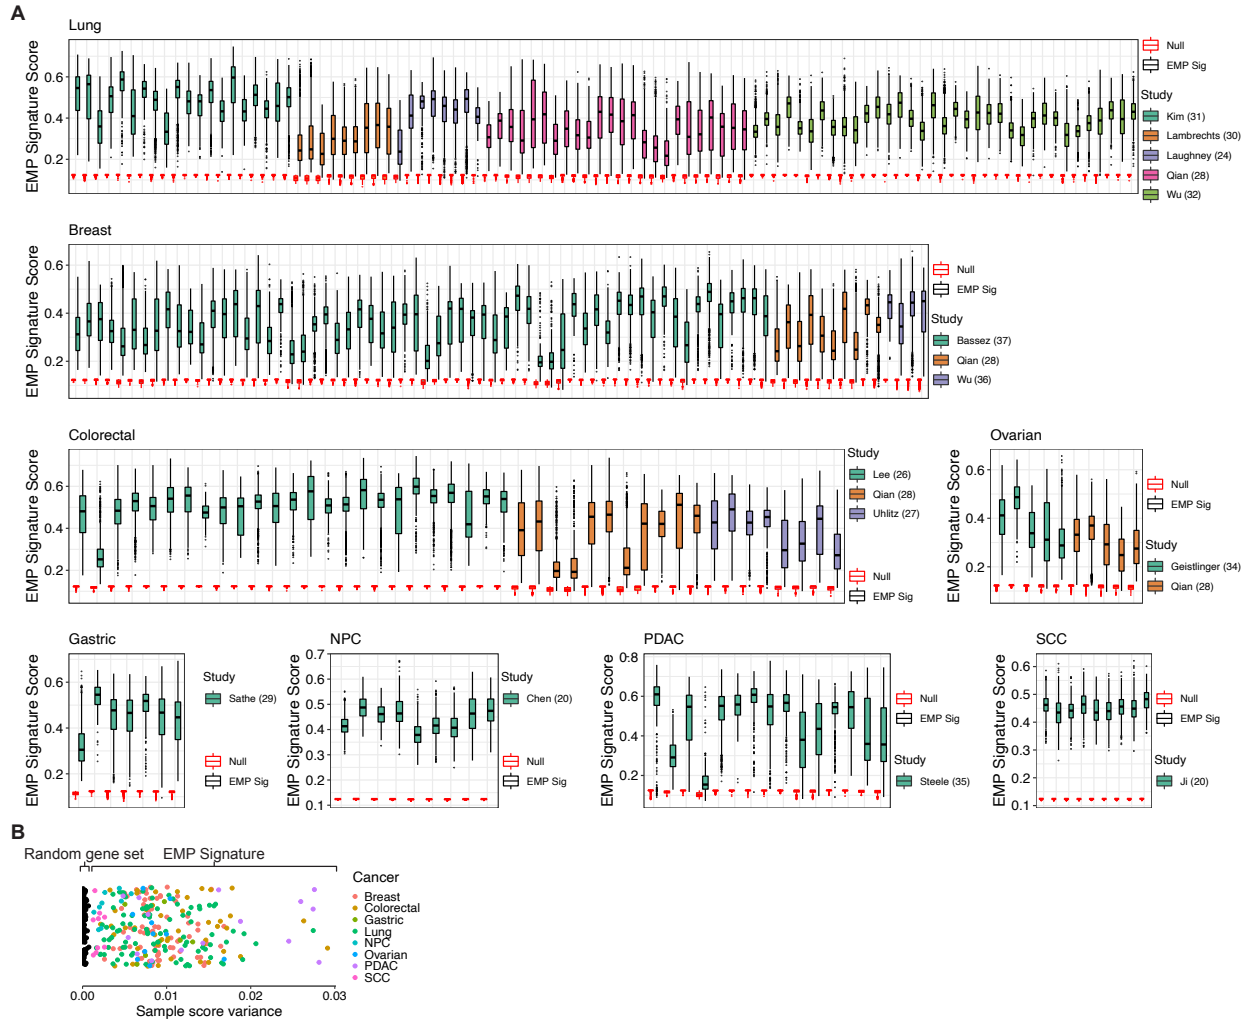 A
Lung
EMP Signature Score
0.6
0.4
0.2
Null
EMP Sig
Study
Kim (31)
Lambrechts (30)
Laughney (24)
Qian (28)
Wu (32)
Breast
EMP Signature Score
0.6
0.4
0.2
Null
EMP Sig
Study
Bassez (37)
Qian (28)
Wu (36)
Colorectal
EMP Signature Score
0.6
0.4
0.2
Study
Lee (26)
Qian (28)
Uhlitz (27)
Null
EMP Sig
Ovarian
EMP Signature Score
0.6
0.4
0.2
Null
EMP Sig
Study
Geistlinger (34)
Qian (28)
Gastric
EMP Signature Score
0.6
0.4
0.2
Study
Sathe (29)
Null
EMP Sig
NPC
EMP Signature Score
0.7
0.6
0.5
0.4
0.3
0.2
0.1
Study
Chen (20)
Null
EMP Sig
PDAC
EMP Signature Score
0.8
0.6
0.4
0.2
Null
EMP Sig
Study
Steele (35)
SCC
EMP Signature Score
0.6
0.5
0.4
0.3
0.2
0.1
Null
EMP Sig
Study
Ji (20)
B
Random gene set EMP Signature
Cancer
Breast
Colorectal
Gastric
Lung
NPC
Ovarian
PDAC
SCC
0.00 0.01 0.02 0.03
Sample score variance